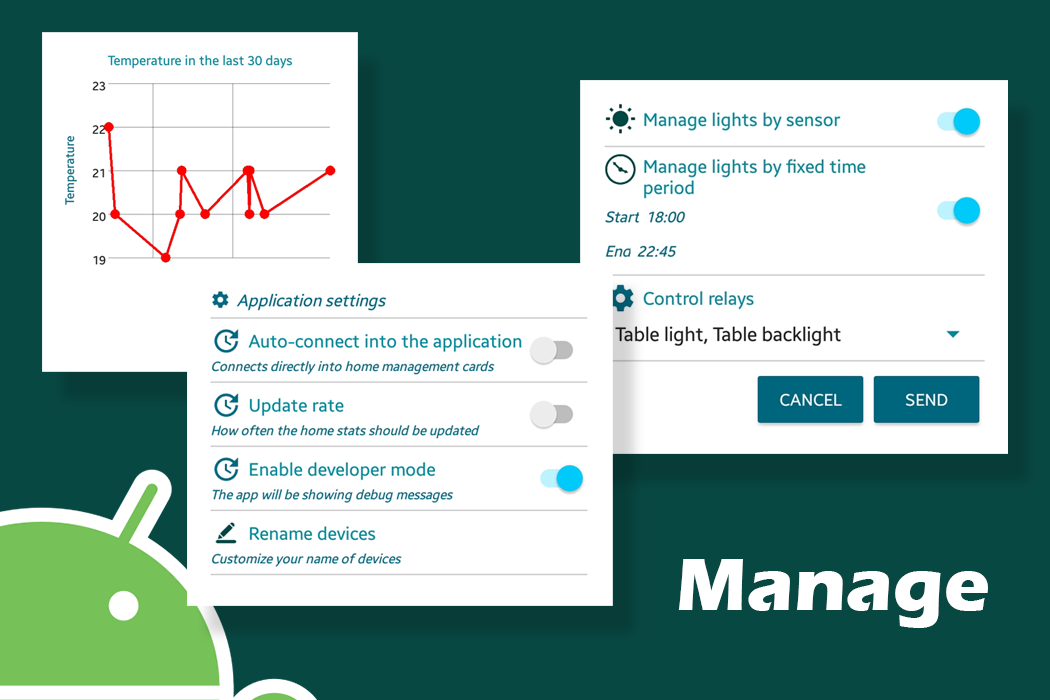 Temperature in the last 30 days
23
22
21
20
19
Temperature
Manage lights by sensor
Manage lights by fixed time
period
Start 18:00
End 22:45
Control relays
Table light, Table backlight
CANCEL
SEND
Application settings
Auto-connect into the application
Connects directly into home management cards
Update rate
How often the home stats should be updated
Enable developer mode
The app will be showing debug messages
Rename devices
Customize your name of devices
Manage